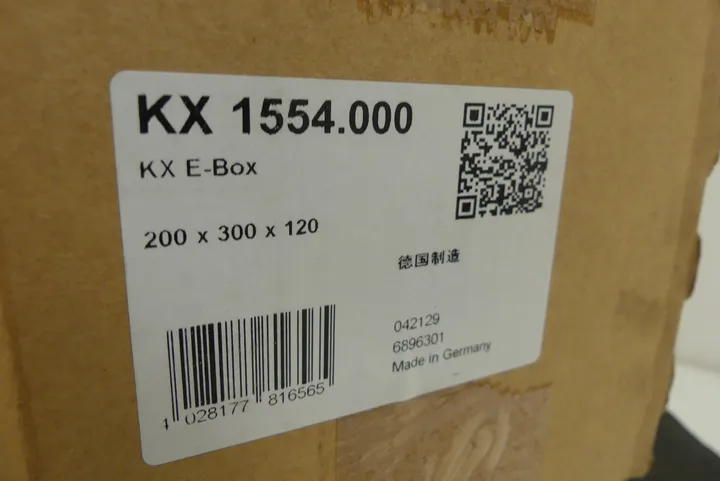 KX 1554.000
KX E-Box
200 x 300 x 120
德国制造
042129
6896301
Made in Germany
4 028177 816565